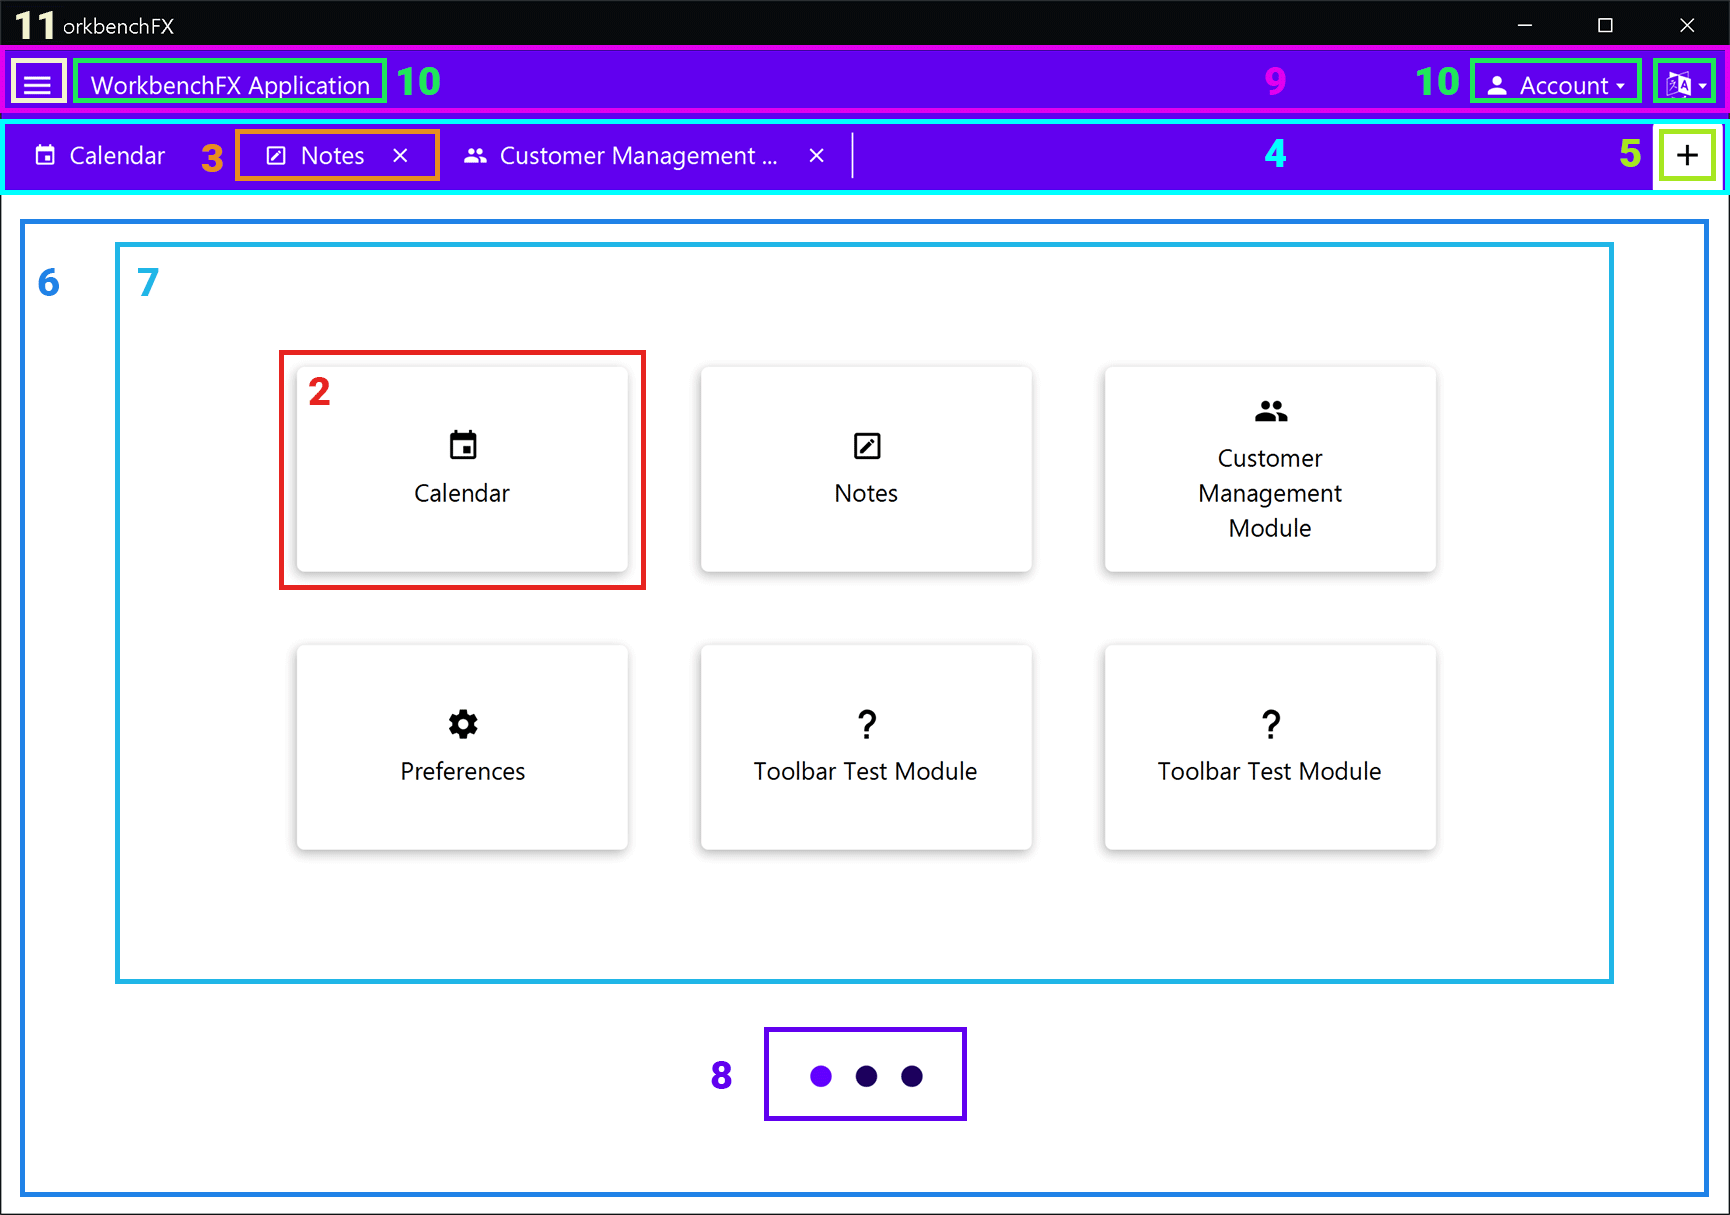 11 orkbenchFX
WorkbenchFX Application 10 9 10 Account
Calendar 3 Notes Customer Management ... 4 5
6 7
2
Calendar
Notes
Customer
Management
Module
Preferences
?
Toolbar Test Module
?
Toolbar Test Module
8